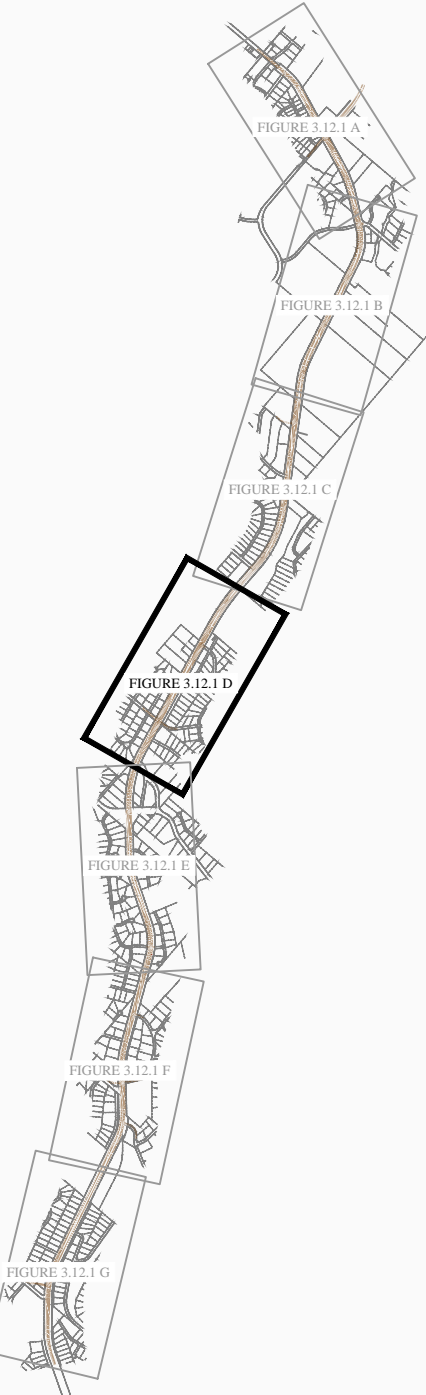 FIGURE 3.12.1 A
FIGURE 3.12.1 B
FIGURE 3.12.1 C
FIGURE 3.12.1 D
FIGURE 3.12.1 E
FIGURE 3.12.1 F
FIGURE 3.12.1 G